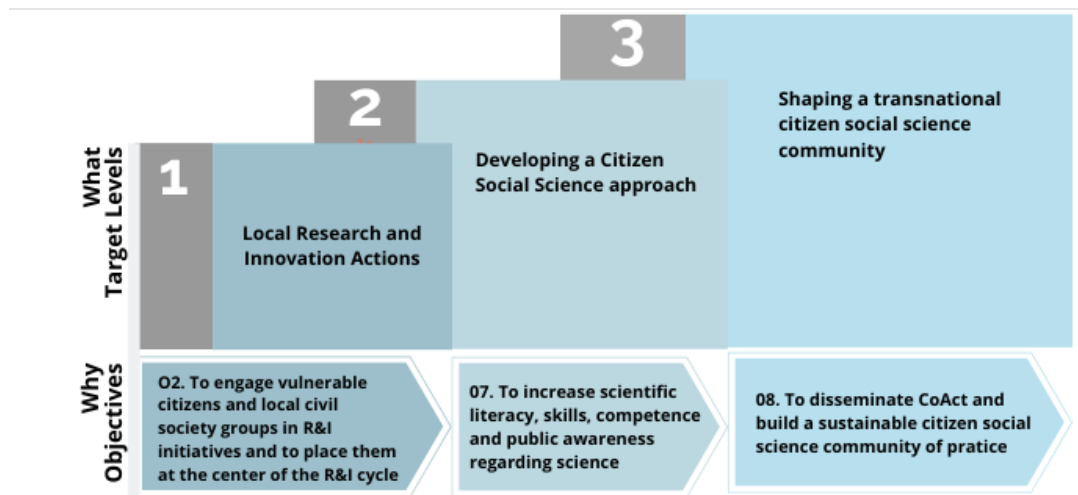 3
2
1
Shaping a transnational
citizen social science
community
Developing a Citizen
Social Science approach
Local Research and
Innovation Actions
What
Target Levels
Why
Objectives
O2. To engage vulnerable
citizens and local civil
society groups in R&I
initiatives and to place them
at the center of the R&I cycle
07. To increase scientific
literacy, skills, competence
and public awareness
regarding science
08. To disseminate CoAct and
build a sustainable citizen social
science community of pratice